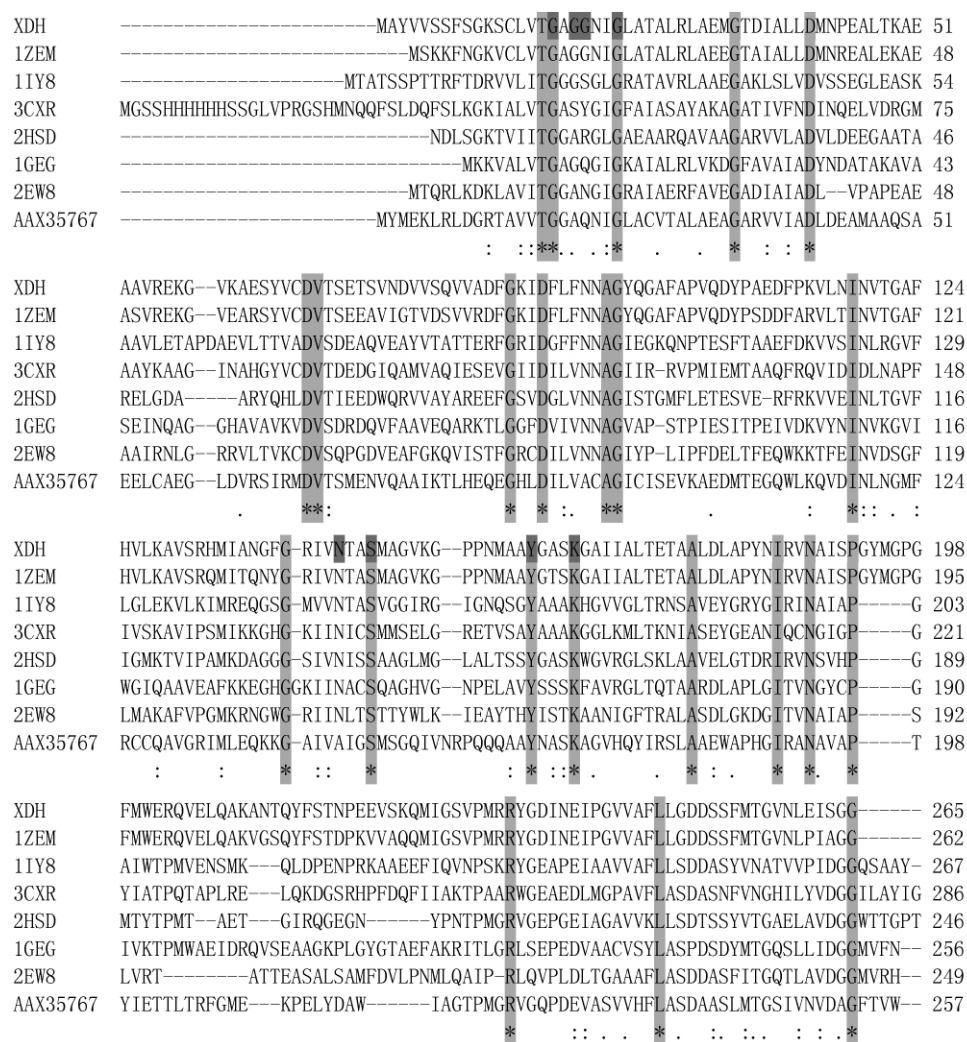 XDH ------------------------MAYVVSSFSGKSCLVTGAGGNIGLATALRLAEMGTDIALLDMNPEALTKAE 51
1ZEM ---------------------------MSKKFNGKVCLVTGAGGNIGLATALRLAEEGTAIALLDMNREALEKAE 48
1IY8 ---------------------MTATSSPTTRFTDRVVLITGGGSGLGRATAVRLAAEGAKLSLVDVSSEGLEASK 54
3CXR MGSSHHHHHHSSGLVPRGSHMNQQFSLDQFSLKGKIALVTGASYGIGFAIASAYAKAGATIVFNDINQELVDRGM 75
2HSD -----------------------------NDLSGKTVIITGGARGLGAEAARQAVAAGARVVLADVLDEEGAATA 46
1GEG --------------------------------MKKVALVTGAGQGIGKAIALRLVKDGFAVAIADYNDATAKAVA 43
2EW8 ---------------------------MTQRLKDKLAVITGGANGIGRAIAERFAVEGADIAIADL--VPAPEAE 48
AAX35767 ------------------------MYMEKLRLDGRTAVVTGGAQNIGLACVTALAEAGARVVIADLDEAMAAQSA 51
: ::**.. .:* . . * : : *
XDH AAVREKG--VKAESYVCDVTSETSVNDVVSQVVADFGKIDFLFNNAGYQGAFAPVQDYPAEDFPKVLNINVTGAF 124
1ZEM ASVREKG--VEARSYVCDVTSEEAVIGTVDSVVRDFGKIDFLFNNAGYQGAFAPVQDYPSDDFARVLTINVTGAF 121
1IY8 AAVLETAPDAEVLTTVADVSDEAQVEAYVTATTERFGRIDGFFNNAGIEGKQNPTESFTAAEFDKVVSINLRGVF 129
3CXR AAYKAAG--INAHGYVCDVTDEDGIQAMVAQIESEVGIIDILVNNAGIIR-RVPMIEMTAAQFRQVIDIDLNAPF 148
2HSD RELGDA-----ARYQHLDVTIEEDWQRVVAYAREEFGSVDGLVNNAGISTGMFLETESVE-RFRKVVEINLTGVF 116
1GEG SEINQAG--GHAVAVKVDVSDRDQVFAAVEQARKTLGGFDVIVNNAGVAP-STPIESITPEIVDKVYNINVKGVI 116
2EW8 AAIRNLG--RRVLTVKCDVSQPGDVEAFGKQVISTFGRCDILVNNAGIYP-LIPFDELTFEQWKKTFEINVDSGF 119
AAX35767 EELCAEG--LDVRSIRMDVTSMENVQAAIKTLHEQEGHLDILVACAGICISEVKAEDMTEGQWLKQVDINLNGMF 124
. **: * *:. ** . : *::. :
XDH HVLKAVSRHMIANGFG-RIVNTASMAGVKG--PPNMAAYGASKGAIIALTETAALDLAPYNIRVNAISPGYMGPG 198
1ZEM HVLKAVSRQMITQNYG-RIVNTASMAGVKG--PPNMAAYGTSKGAIIALTETAALDLAPYNIRVNAISPGYMGPG 195
1IY8 LGLEKVLKIMREQGSG-MVVNTASVGGIRG--IGNQSGYAAAKHGVVGLTRNSAVEYGRYGIRINAIAP-----G 203
3CXR IVSKAVIPSMIKKGHG-KIINICSMMSELG--RETVSAYAAAKGGLKMLTKNIASEYGEANIQCNGIGP-----G 221
2HSD IGMKTVIPAMKDAGGG-SIVNISSAAGLMG--LALTSSYGASKWGVRGLSKLAAVELGTDRIRVNSVHP-----G 189
1GEG WGIQAAVEAFKKEGHGGKIINACSQAGHVG--NPELAVYSSSKFAVRGLTQTAARDLAPLGITVNGYCP-----G 190
2EW8 LMAKAFVPGMKRNGWG-RIINLTSTTYWLK--IEAYTHYISTKAANIGFTRALASDLGKDGITVNAIAP-----S 192
AAX35767 RCCQAVGRIMLEQKKG-AIVAIGSMSGQIVNRPQQQAAYNASKAGVHQYIRSLAAEWAPHGIRANAVAP-----T 198
: : * :: * : *: :*. . * : . * *. *
XDH FMWERQVELQAKANTQYFSTNPEEVSKQMIGSVPMRRYGDINEIPGVVAFLLGDDSSFMTGVNLEISGG------ 265
1ZEM FMWERQVELQAKVGSQYFSTDPKVVAQQMIGSVPMRRYGDINEIPGVVAFLLGDDSSFMTGVNLPIAGG------ 262
1IY8 AIWTPMVENSMK---QLDPENPRKAAEEFIQVNPSKRYGEAPEIAAVVAFLLSDDASYVNATVVPIDGGQSAAY- 267
3CXR YIATPQTAPLRE---LQKDGSRHPFDQFIIAKTPAARWGEAEDLMGPAVFLASDASNFVNGHILYVDGGILAYIG 286
2HSD MTYTPMT--AET--GIRQGEGN-----YPNTPMGRVGEPGEIAGAVVKLLSDTSSYVTGAELAVDGGWTTGPT 246
1GEG IVKTPMWAEIDRQVSEAAGKPLGYGTAEFAKRITLGRLSEPEDVAACVSYLASPDSDYMTGQSLLIDGGMVFN-- 256
2EW8 LVRT--------ATTEASALSAMFDVLPNMLQAIP-RLQVPLDLTGAAAFLASDDASFITGQTLAVDGGMVRH-- 249
AAX35767 YIETTLTRFGME---KPELYDAW------IAGTPMGRVGQPDEVASVVHFLASDAASLMTGSIVNVDAGFTVW-- 257
* :: . . * :. :.. : : *